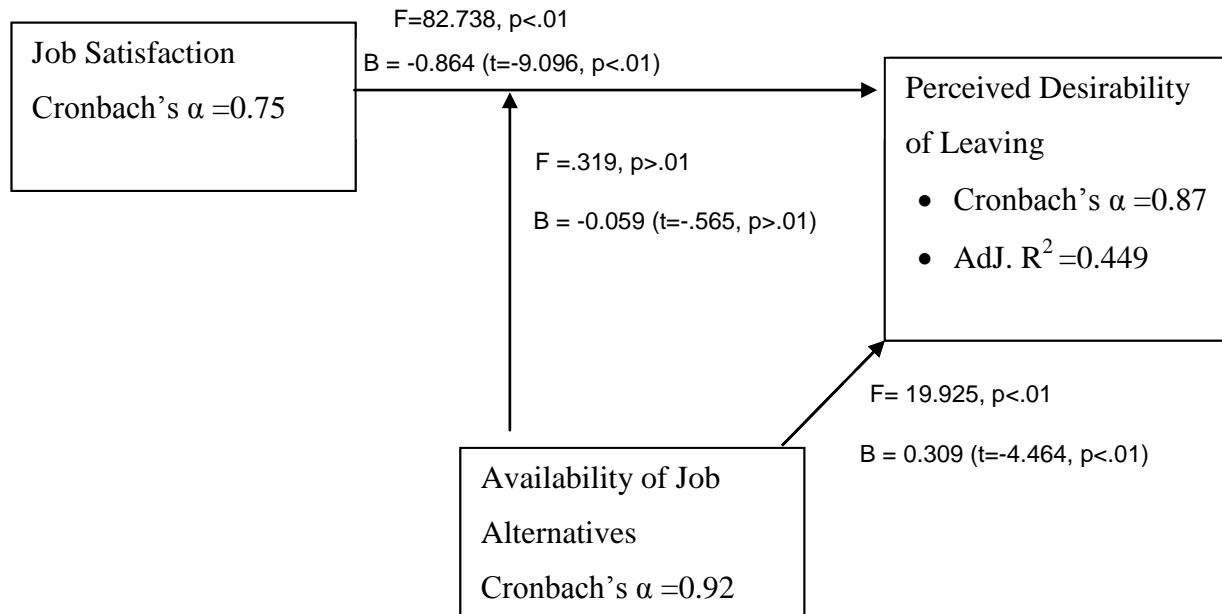 F=82.738, p<.01
Job Satisfaction
B = -0.864 (t=-9.096, p<.01)
Cronbach’s α =0.75
Perceived Desirability
of Leaving
• Cronbach’s α =0.87
• AdJ. R² =0.449
F =.319, p>.01
B = -0.059 (t=-.565, p>.01)
F= 19.925, p<.01
B = 0.309 (t=-4.464, p<.01)
Availability of Job
Alternatives
Cronbach’s α =0.92